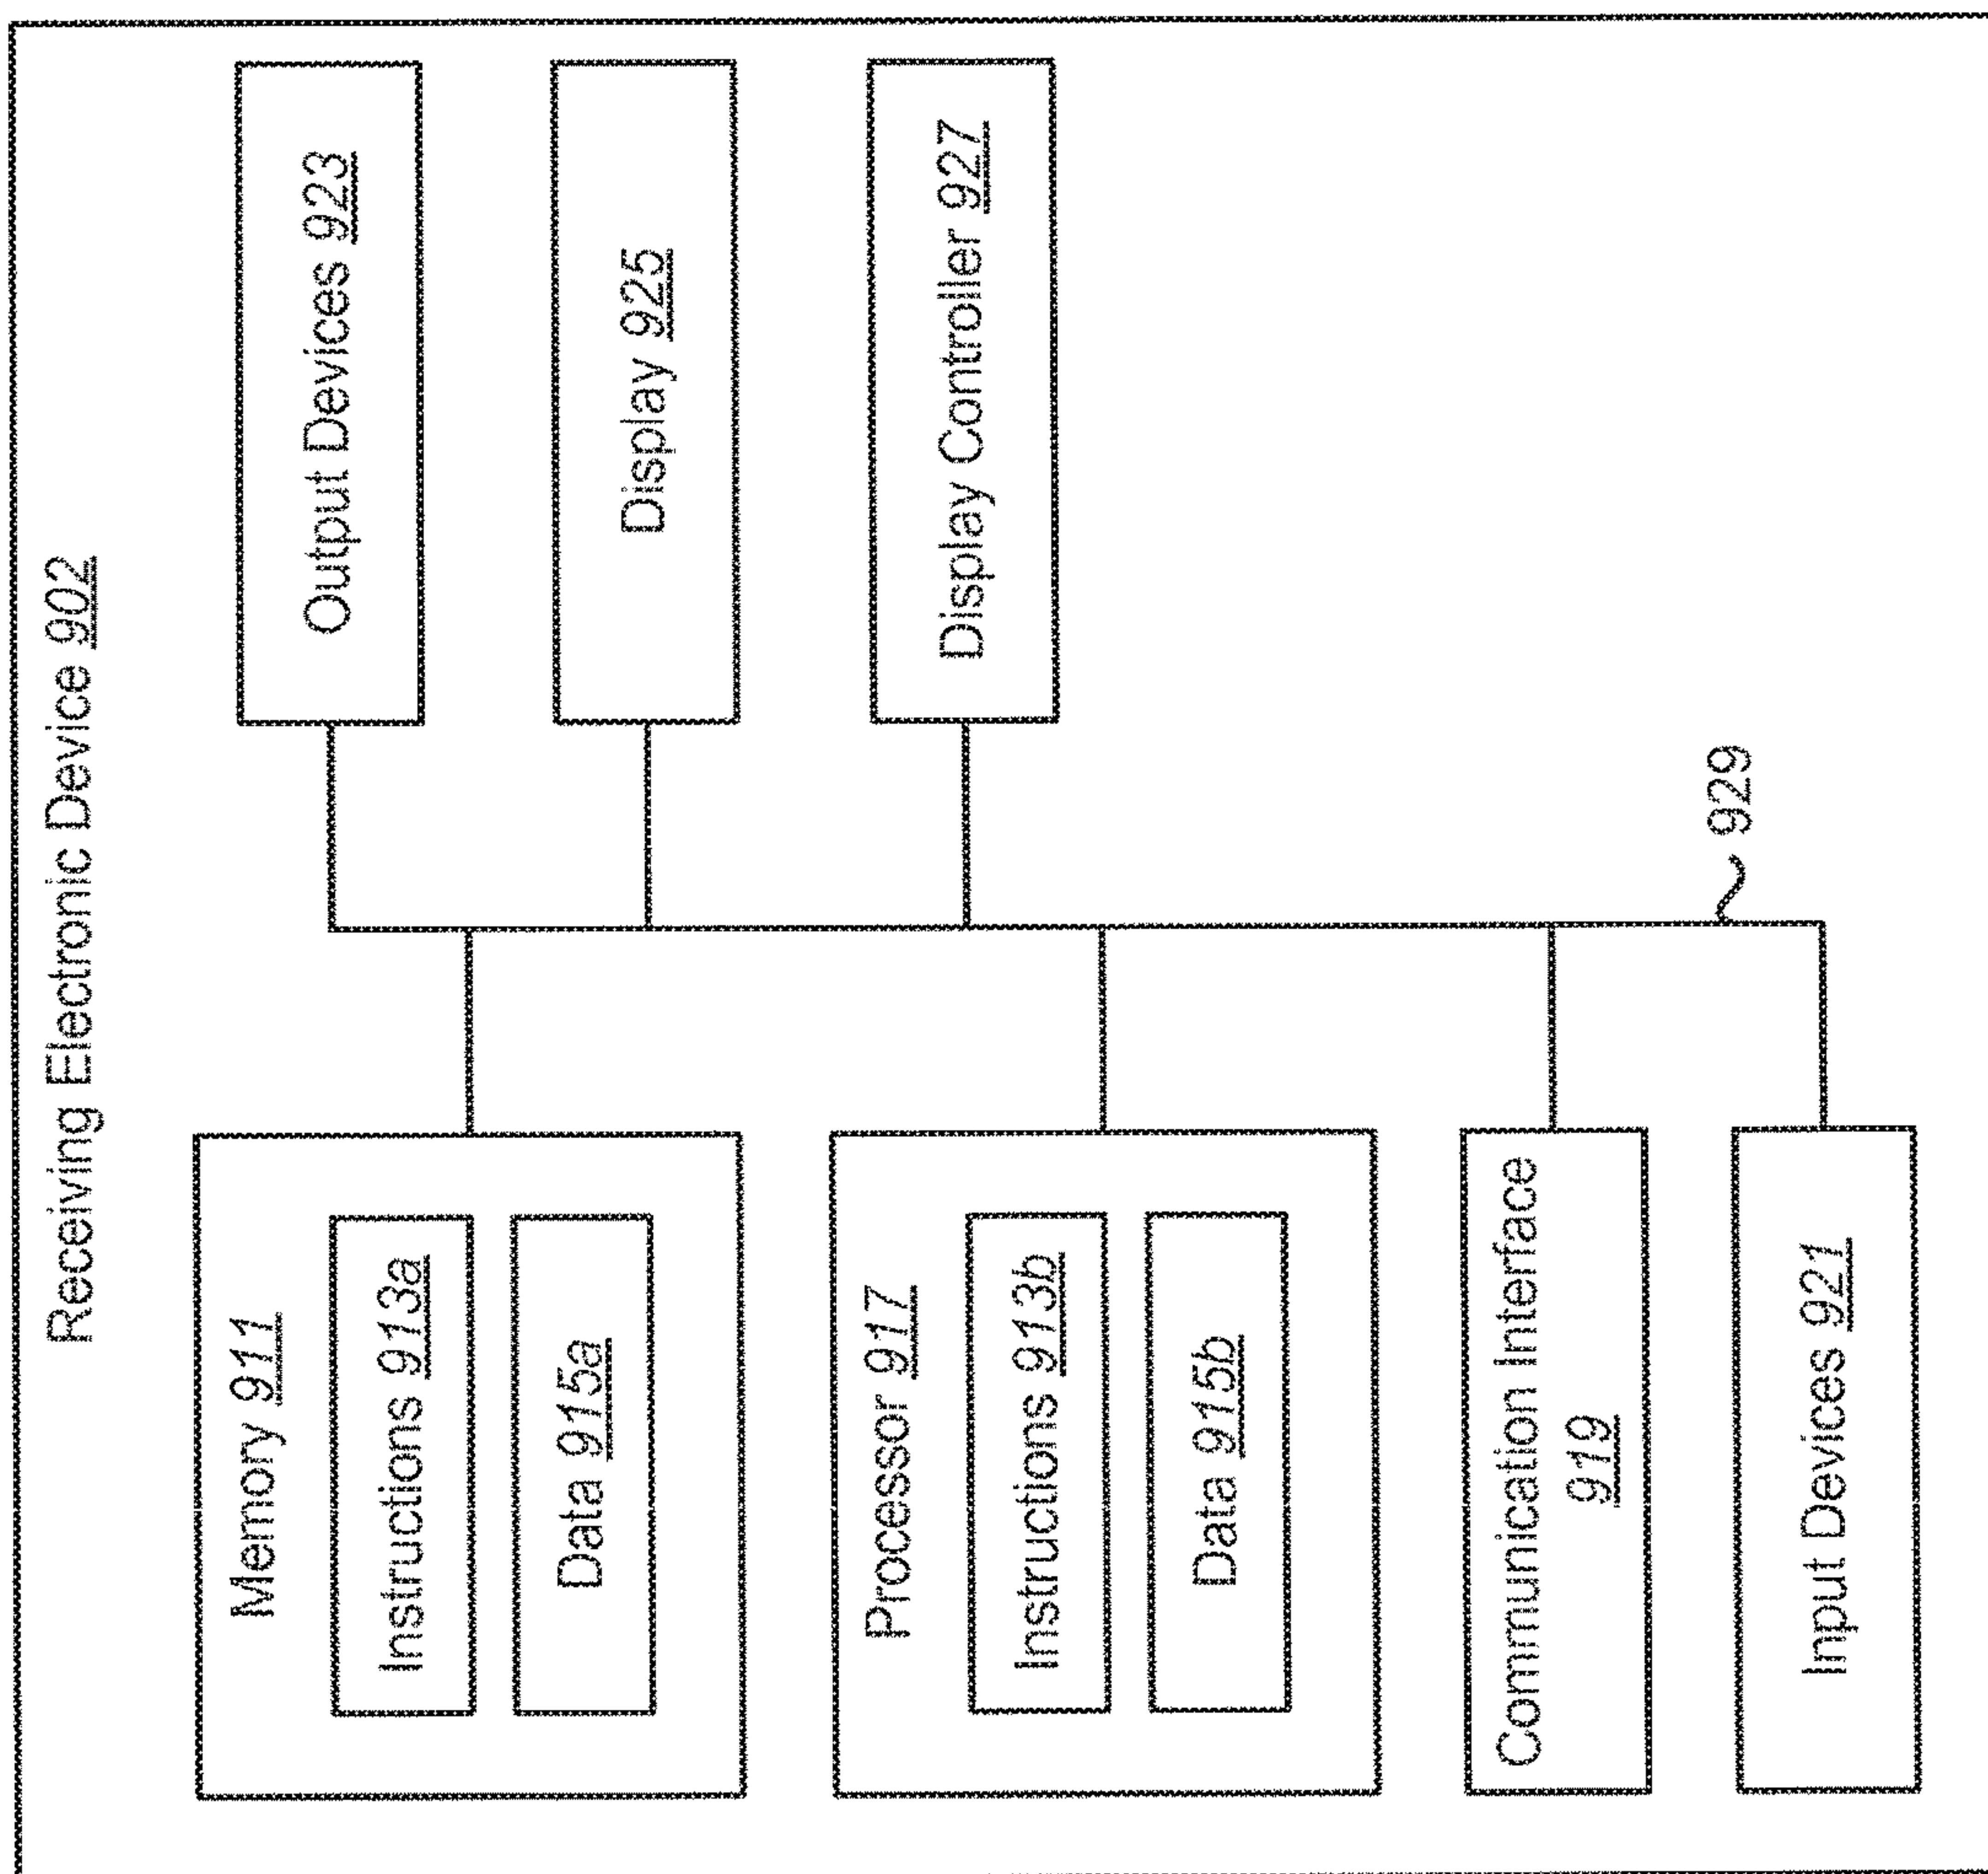 Receiving Electronic Device 902
Memory 911
Instructions 913a
Data 915a
Processor 917
Instructions 913b
Data 915b
Communication Interface
919
Input Devices 921
Output Devices 923
Display 925
Display Controller 927
929